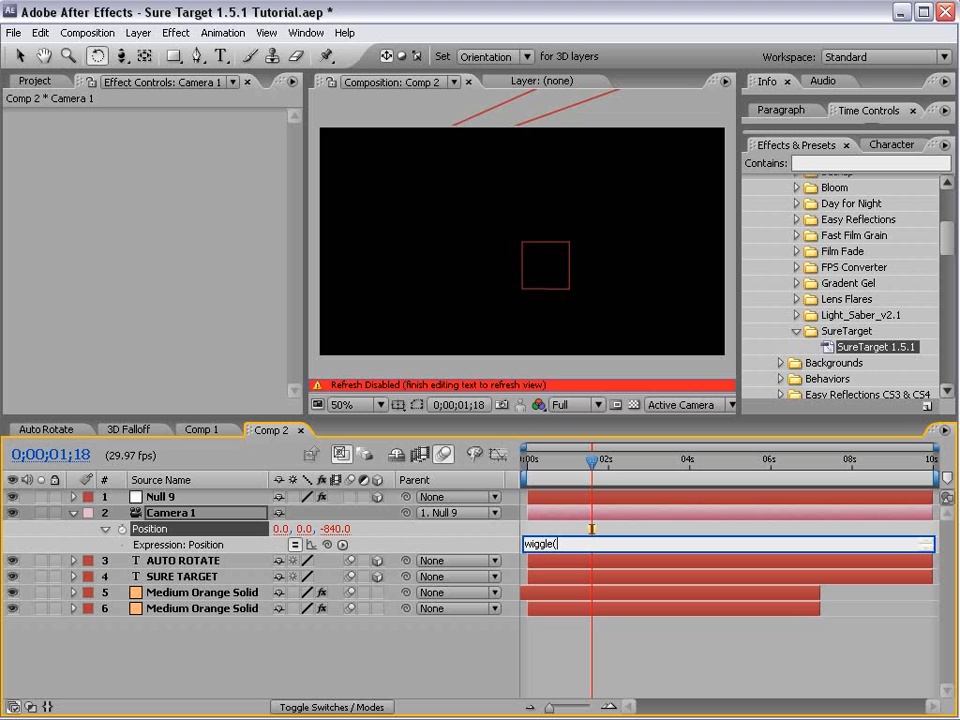 Adobe After Effects - Sure Target 1.5.1 Tutorial.aep *
File Edit Composition Layer Effect Animation View Window Help
Set Orientation for 3D layers Workspace: Standard
Project Effect Controls: Camera 1 Composition: Comp 2 Layer: (none) Info Audio
Comp 2 * Camera 1
Paragraph Time Controls
Effects & Presets Character
Contains:
Bloom
Day for Night
Easy Reflections
Fast Film Grain
Film Fade
FPS Converter
Gradent Gel
Lens Flares
Light_Saber_v2.1
SureTarget
SureTarget 1.5.1
Backgrounds
Behaviors
Easy Reflections CS3 & CS4
Refresh Disabled (finish editing text to refresh view)
50% 0;00;01;18 Full Active Camera
Auto Rotate 3D Falloff Comp 1 Comp 2
0;00;01;18 (29.97 fps) :00s 02s 04s 06s 08s 10s
# Source Name Parent
1 Null 9 None
2 Camera 1 1. Null 9
Position 0.0, 0.0, -840.0
Expression: Position wiggle(
3 T AUTO ROTATE None
4 T SURE TARGET None
5 Medium Orange Solid None
6 Medium Orange Solid None
Toggle Switches / Modes